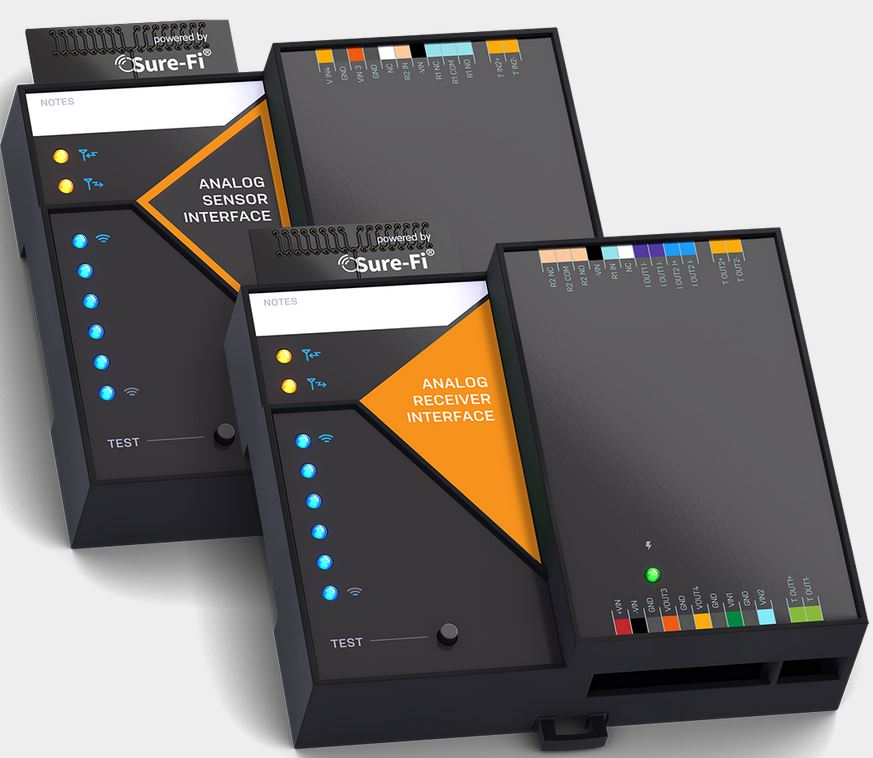 powered by
Sure-Fi®
NOTES
ANALOG
SENSOR
INTERFACE
TEST
V IN4
GND
VIN 3
GND
NC
R2 IN
-VIN
R1 NC
R1 COM
R1 NO
T IN2+
T IN2-
powered by
Sure-Fi®
NOTES
ANALOG
RECEIVER
INTERFACE
TEST
R2 NC
R2 COM
R2 NO
-VIN
R1 IN
NC
I OUT1 I-
I OUT1 I-
I OUT2 I+
I OUT2 I-
T OUT2+
T OUT2-
+VIN
-VIN
GND
VOUT3
GND
VOUT4
GND
VIN1
GND
VIN2
T OUT1+
T OUT1-